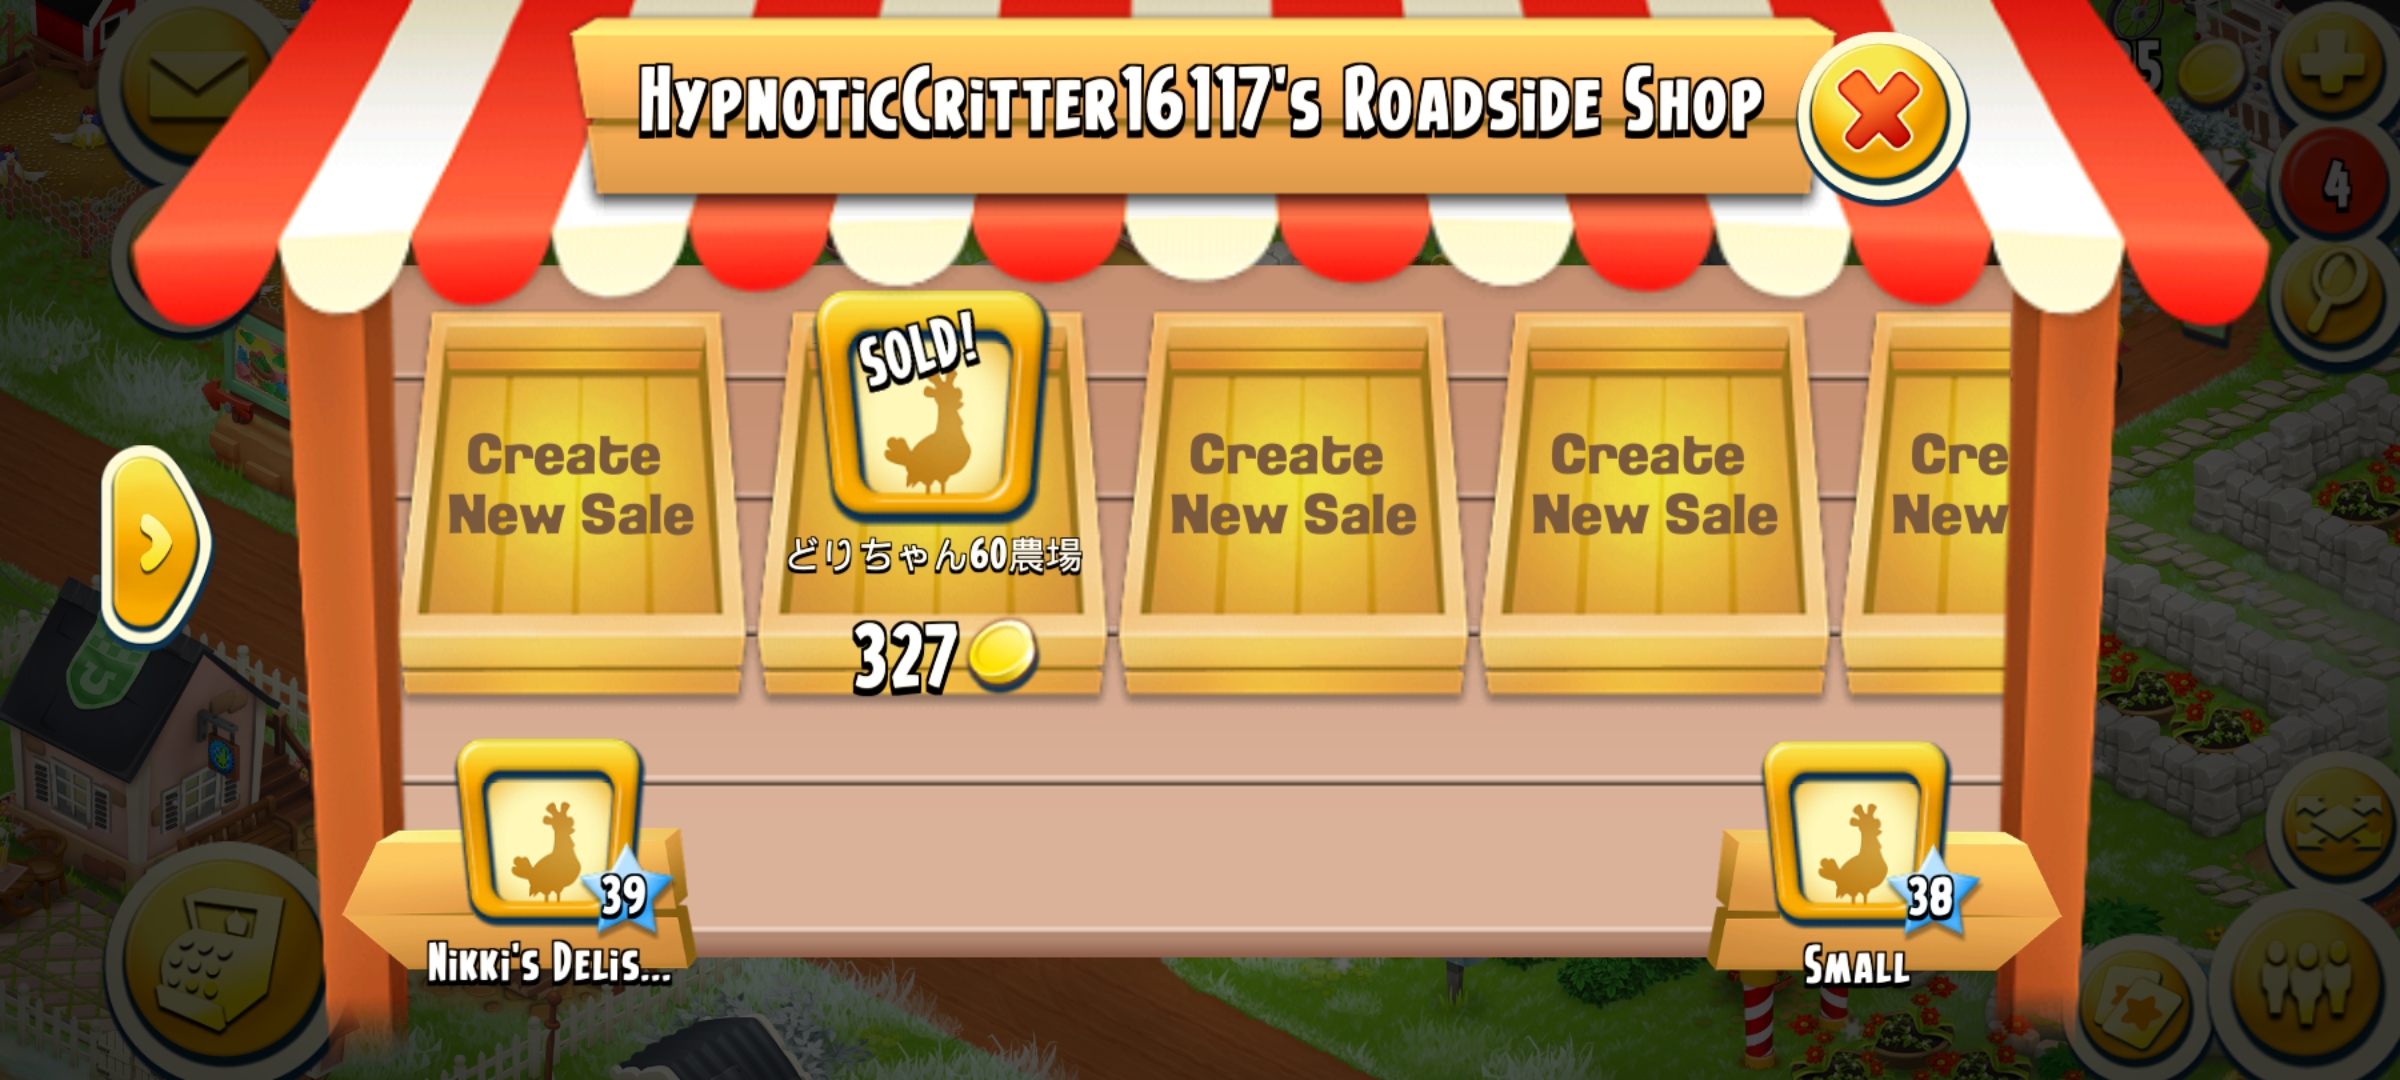 HypnoticCritter16117's Roadside Shop
4
Create
New Sale
SOLD!
どりちゃん60農場
327
Create
New Sale
Create
New Sale
Cre
New
39
Nikki's Delis...
38
Small